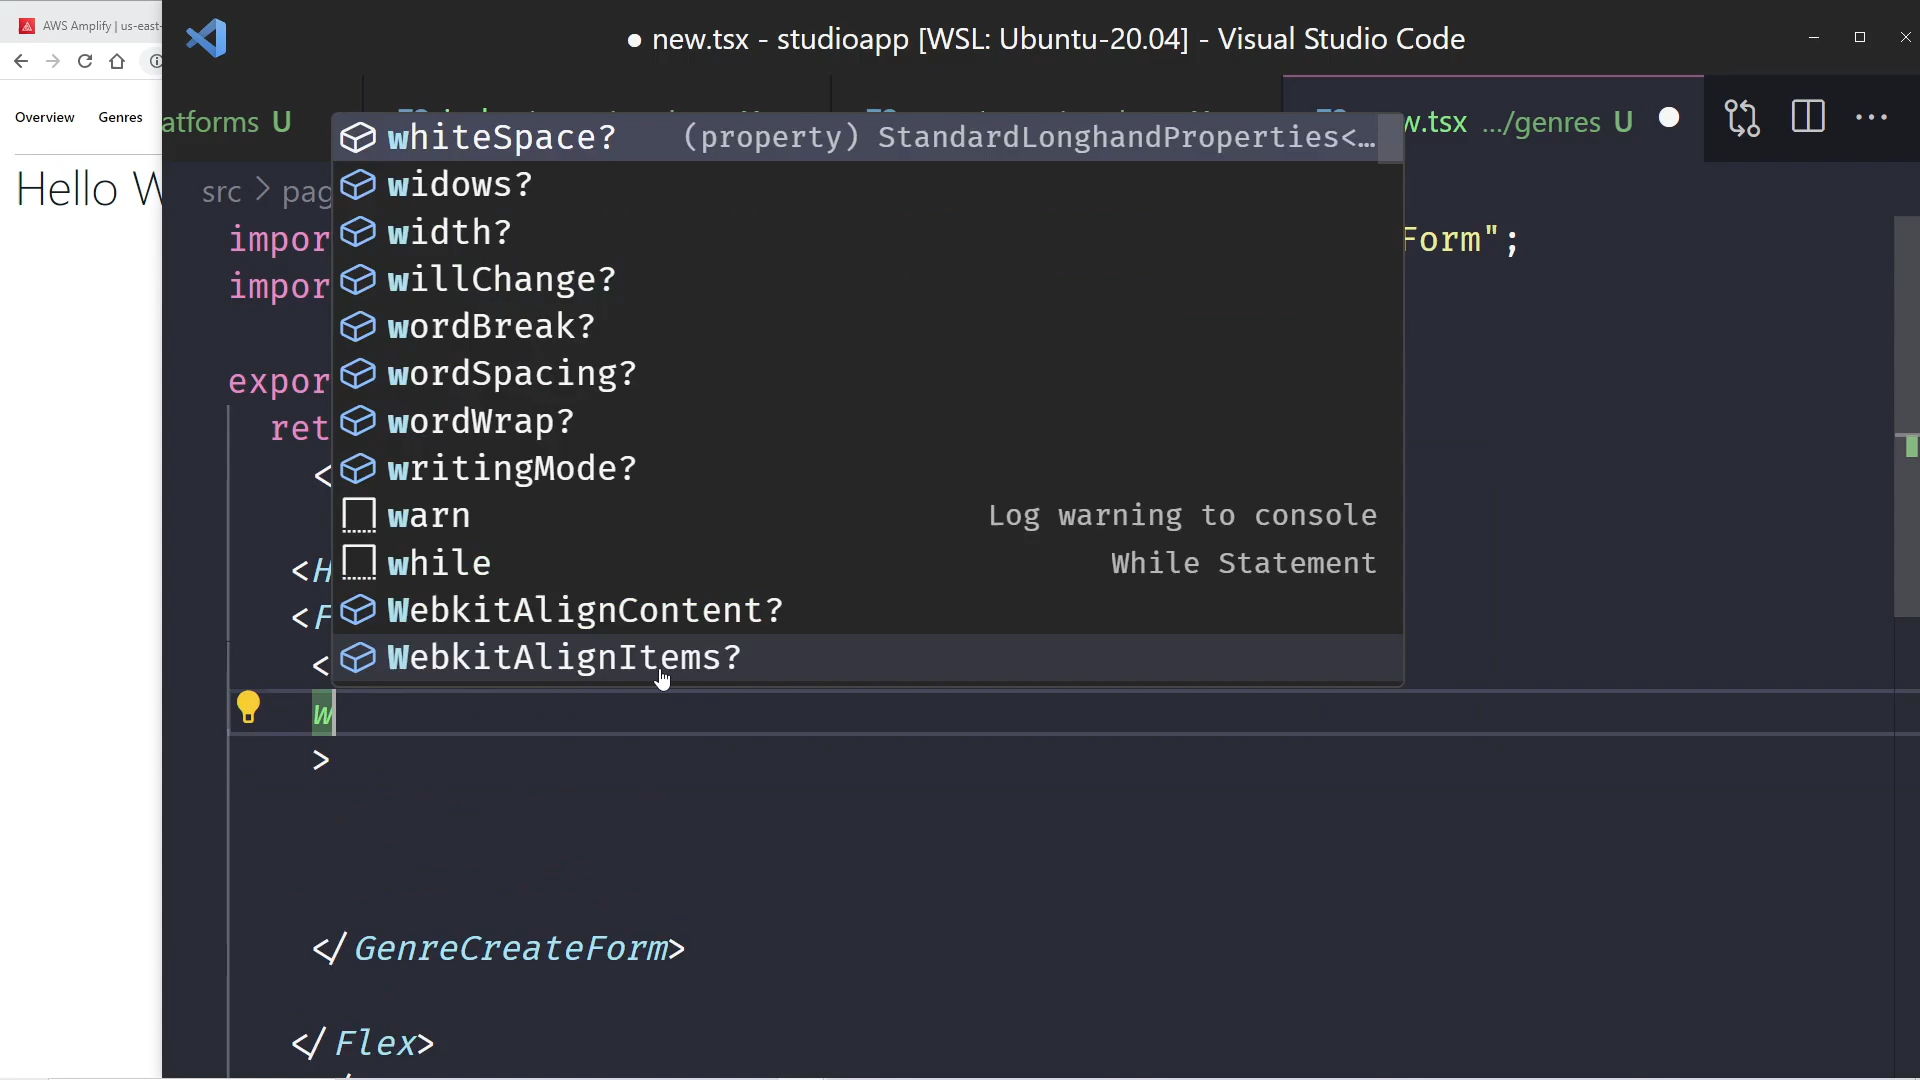 AWS Amplify | us-east-
● new.tsx - studioapp [WSL: Ubuntu-20.04] - Visual Studio Code
Overview Genres
atforms U
w.tsx .../genres U
Hello W
src > pag
whiteSpace? (property) StandardLonghandProperties<…
widows?
width?
willChange?
wordBreak?
wordSpacing?
wordWrap?
writingMode?
warn Log warning to console
while While Statement
WebkitAlignContent?
WebkitAlignItems?
impor
Form";
impor
expor
ret
<
<H
<F
<
w
>
</GenreCreateForm>
</Flex>